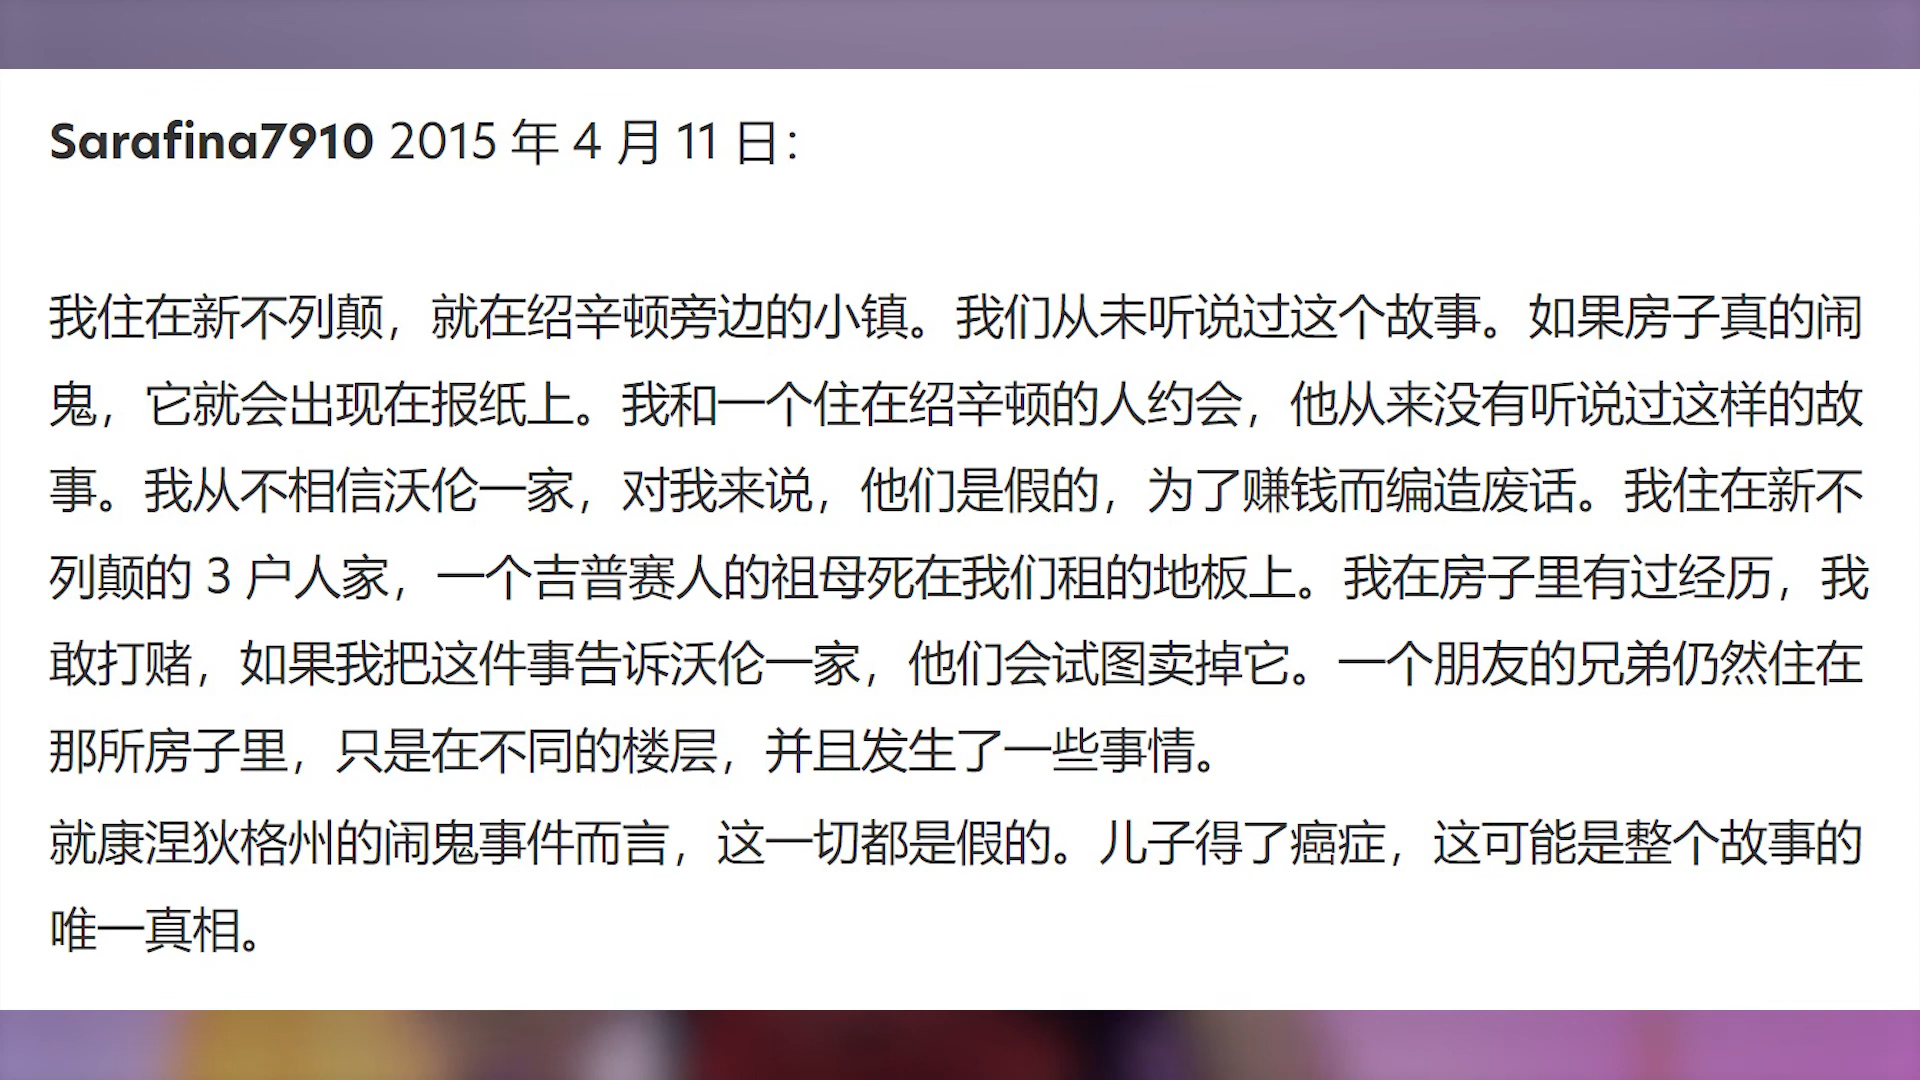 Sarafina7910 2015 年 4 月 11 日：
我住在新不列颠，就在绍辛顿旁边的小镇。我们从未听说过这个故事。如果房子真的闹
鬼，它就会出现在报纸上。我和一个住在绍辛顿的人约会，他从来没有听说过这样的故
事。我从不相信沃伦一家，对我来说，他们是假的，为了赚钱而编造废话。我住在新不
列颠的 3 户人家，一个吉普赛人的祖母死在我们租的地板上。我在房子里有过经历，我
敢打赌，如果我把这件事告诉沃伦一家，他们会试图卖掉它。一个朋友的兄弟仍然住在
那所房子里，只是在不同的楼层，并且发生了一些事情。
就康涅狄格州的闹鬼事件而言，这一切都是假的。儿子得了癌症，这可能是整个故事的
唯一真相。